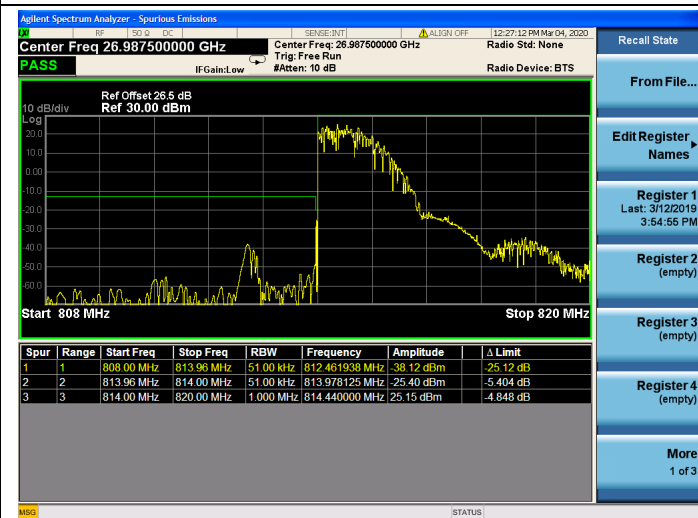 Agilent Spectrum Analyzer - Spurious Emissions
LXI RF 50 Ω DC SENSE:INT ALIGN OFF 12:27:12 PM Mar 04, 2020
Center Freq 26.987500000 GHz
Center Freq: 26.987500000 GHz
Radio Std: None
Trig: Free Run
PASS
IFGain:Low
#Atten: 10 dB
Radio Device: BTS
Ref Offset 26.5 dB
10 dB/div Ref 30.00 dBm
Log
20.0
10.0
0.00
-10.0
-20.0
-30.0
-40.0
-50.0
-60.0
Start 808 MHz
Stop 820 MHz
Spur Range Start Freq Stop Freq RBW Frequency Amplitude Δ Limit
1 1 808.00 MHz 813.96 MHz 51.00 kHz 812.461938 MHz -38.12 dBm -25.12 dB
2 2 813.96 MHz 814.00 MHz 51.00 kHz 813.978125 MHz -25.40 dBm -5.404 dB
3 3 814.00 MHz 820.00 MHz 1.000 MHz 814.440000 MHz 25.15 dBm -4.848 dB
MSG
STATUS
Recall State
From File...
Edit Register
Names
Register 1
Last: 3/12/2019
3:54:55 PM
Register 2
(empty)
Register 3
(empty)
Register 4
(empty)
More
1 of 3